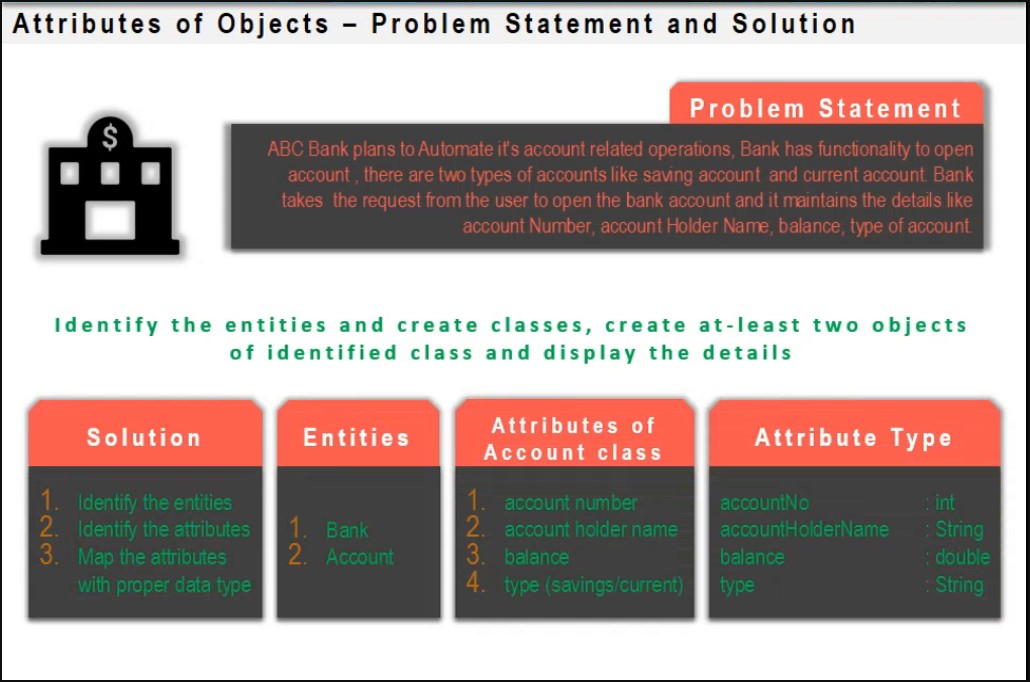 Attributes of Objects – Problem Statement and Solution
$
Problem Statement
ABC Bank plans to Automate it's account related operations, Bank has functionality to open
account , there are two types of accounts like saving account and current account. Bank
takes the request from the user to open the bank account and it maintains the details like
account Number, account Holder Name, balance, type of account.
Identify the entities and create classes, create at-least two objects
of identified class and display the details
Solution
1. Identify the entities
2. Identify the attributes
3. Map the attributes
with proper data type
Entities
1. Bank
2. Account
Attributes of
Account class
1. account number
2. account holder name
3. balance
4. type (savings/current)
Attribute Type
accountNo : int
accountHolderName : String
balance : double
type : String